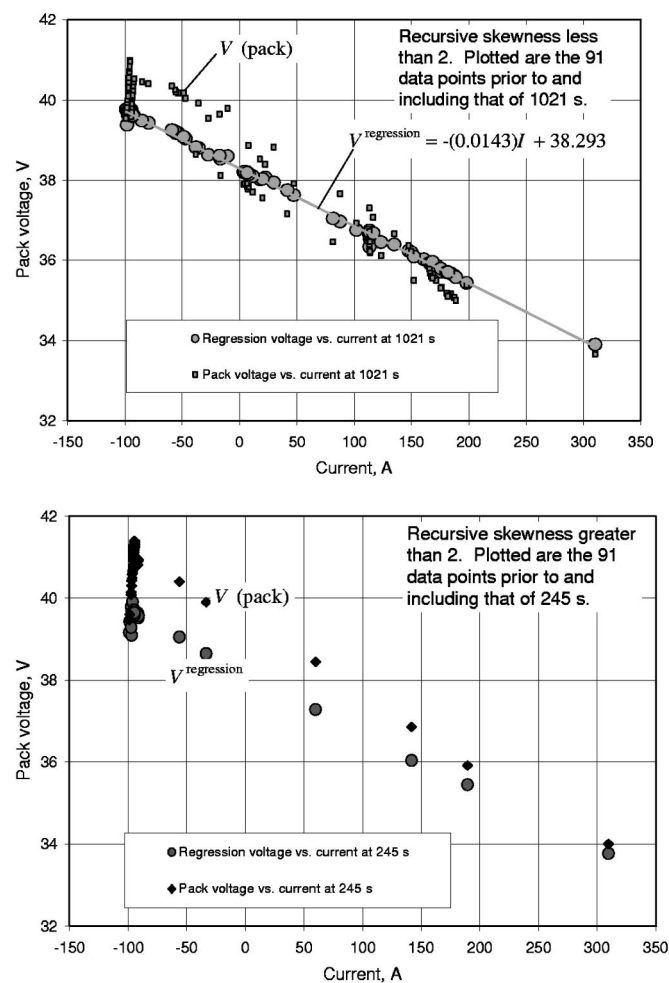 42
40
38
36
34
32
Pack voltage, V
V (pack)
Recursive skewness less
than 2. Plotted are the 91
data points prior to and
including that of 1021 s.
V regression = -(0.0143)I + 38.293
Regression voltage vs. current at 1021 s
Pack voltage vs. current at 1021 s
-150 -100 -50 0 50 100 150 200 250 300 350
Current, A
42
40
38
36
34
32
Pack voltage, V
Recursive skewness greater
than 2. Plotted are the 91
data points prior to and
including that of 245 s.
V (pack)
V regression
Regression voltage vs. current at 245 s
Pack voltage vs. current at 245 s
-150 -100 -50 0 50 100 150 200 250 300 350
Current, A